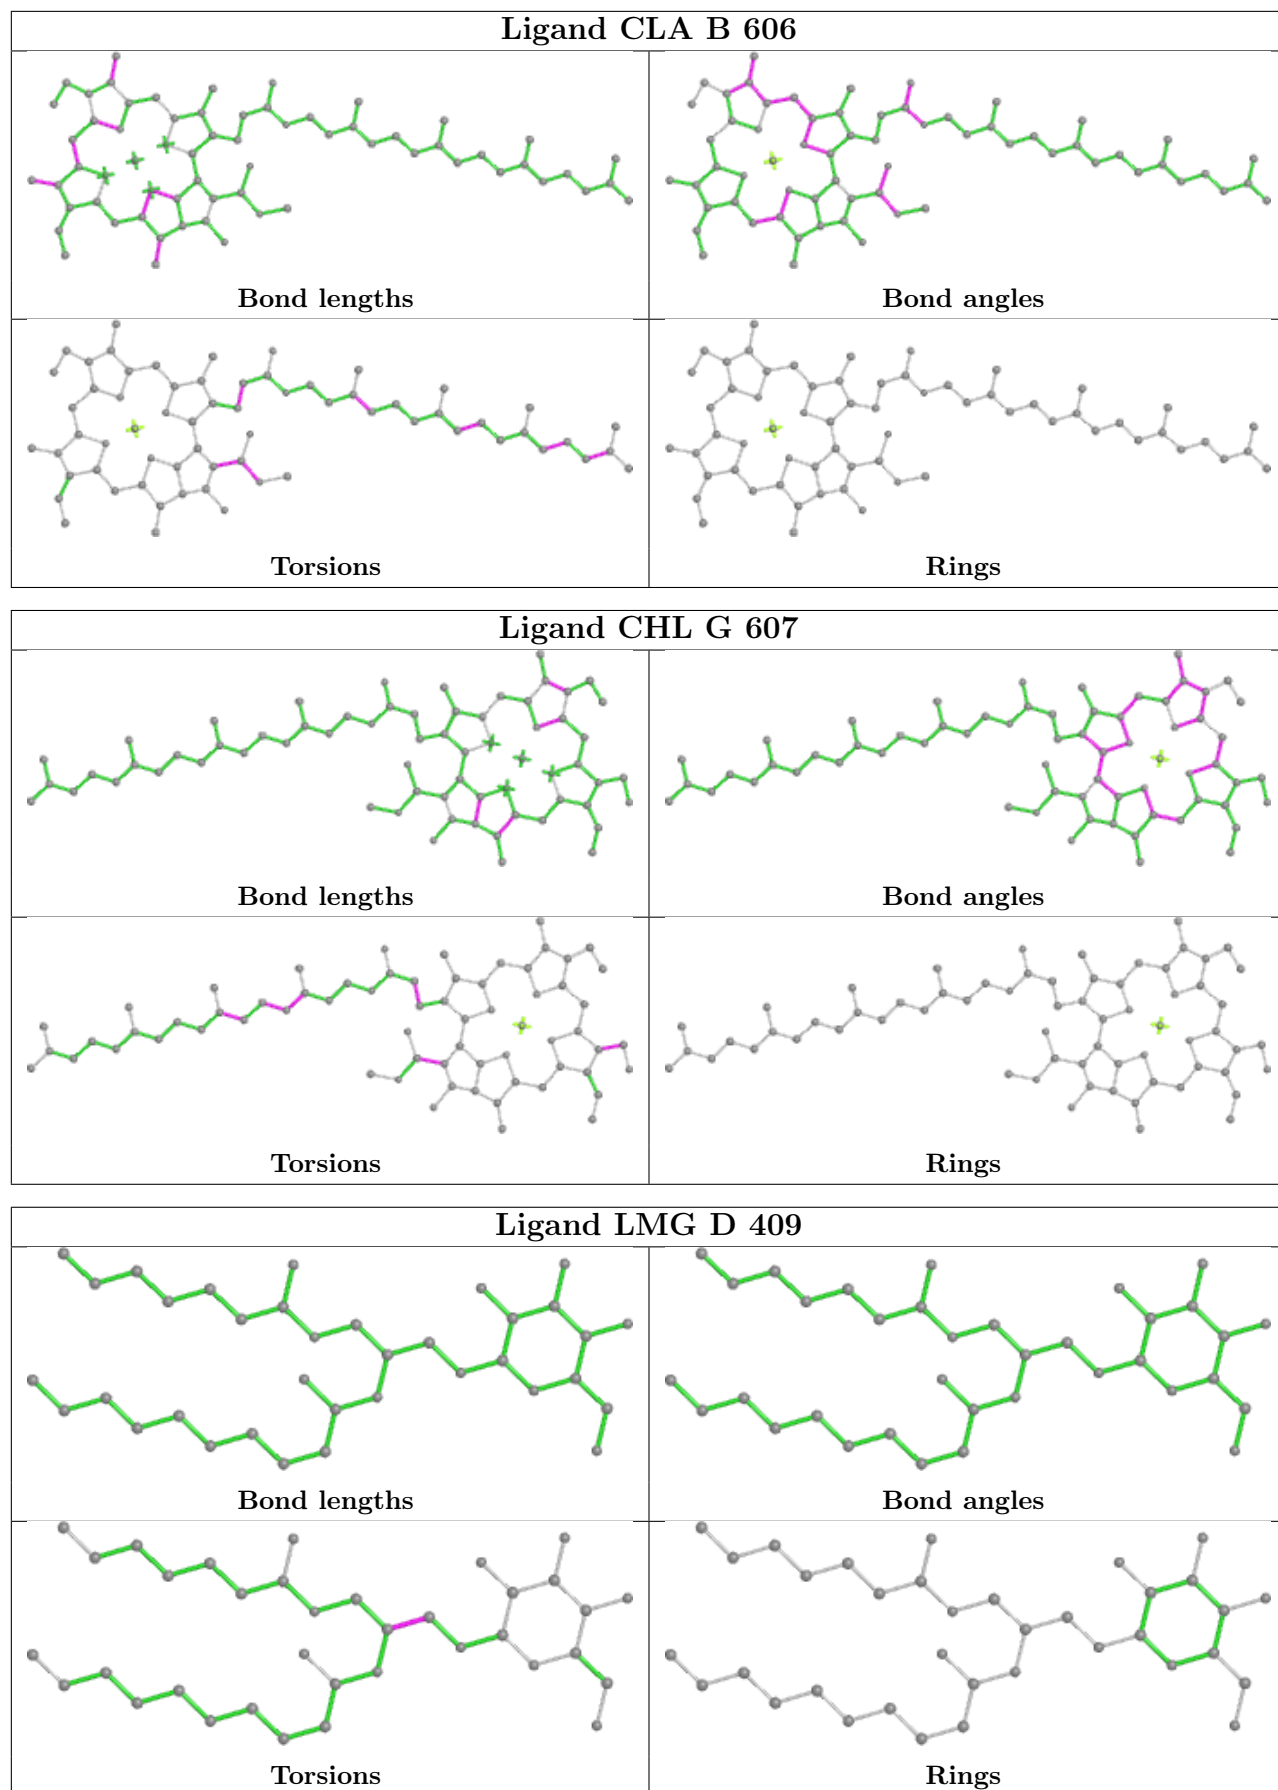 Ligand CLA B 606
Bond lengths
Bond angles
Torsions
Rings
Ligand CHL G 607
Bond lengths
Bond angles
Torsions
Rings
Ligand LMG D 409
Bond lengths
Bond angles
Torsions
Rings